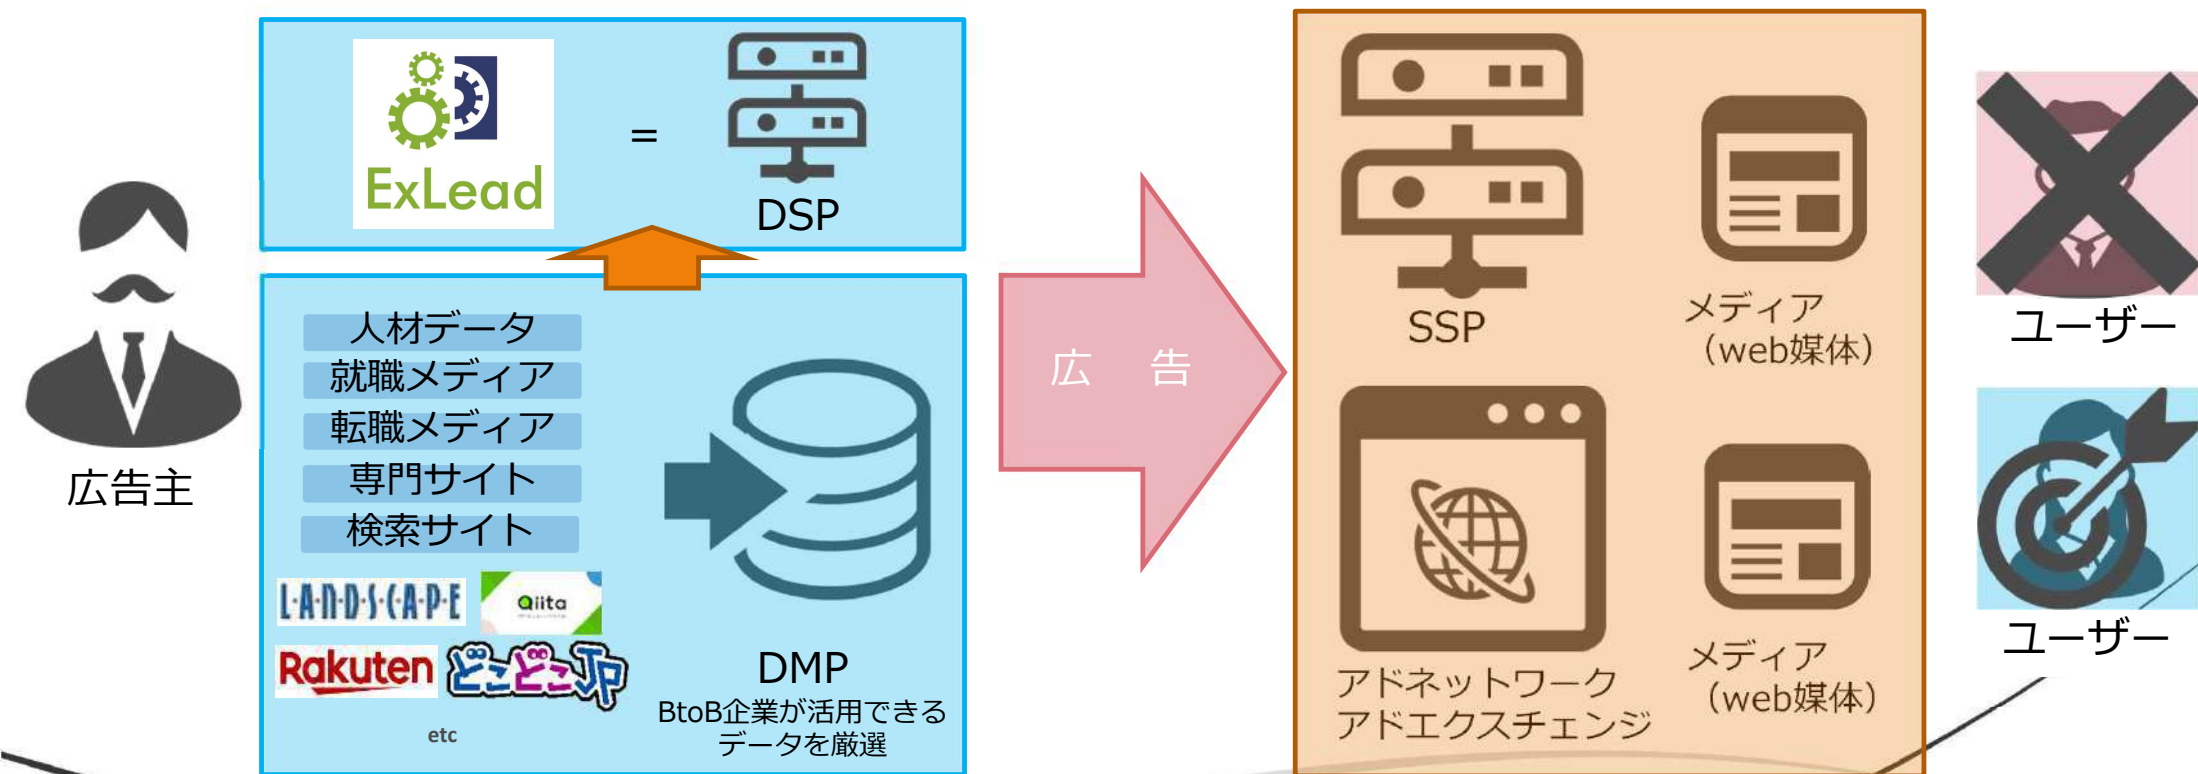 ExLead
=
DSP
広告主
人材データ
就職メディア
転職メディア
専門サイト
検索サイト
LANDSCAPE
Qiita
Rakuten
どこどこJP
etc
DMP
BtoB企業が活用できる
データを厳選
広 告
SSP
メディア
（web媒体）
アドネットワーク
アドエクスチェンジ
メディア
（web媒体）
ユーザー
ユーザー